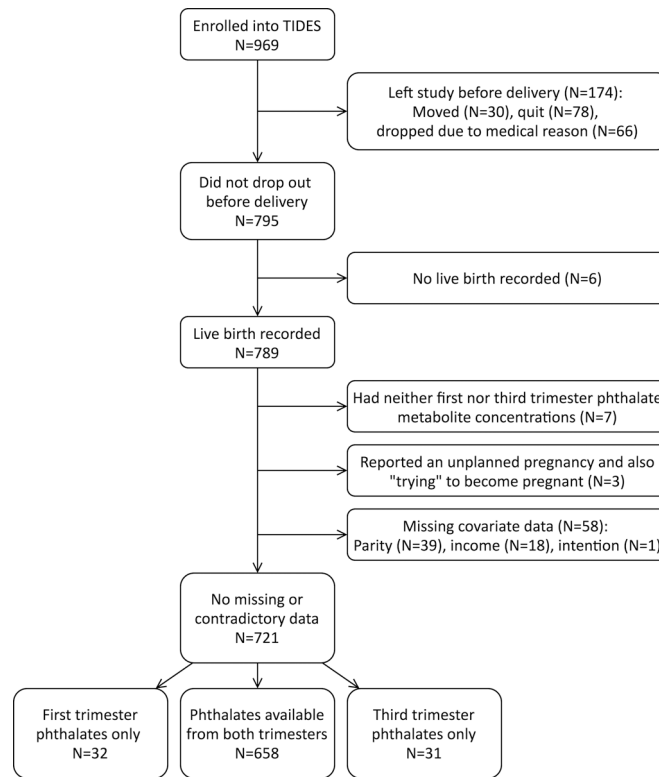 Enrolled into TIDES
N=969
Left study before delivery (N=174):
Moved (N=30), quit (N=78),
dropped due to medical reason (N=66)
Did not drop out
before delivery
N=795
No live birth recorded (N=6)
Live birth recorded
N=789
Had neither first nor third trimester phthalate
metabolite concentrations (N=7)
Reported an unplanned pregnancy and also
"trying" to become pregnant (N=3)
Missing covariate data (N=58):
Parity (N=39), income (N=18), intention (N=1)
No missing or
contradictory data
N=721
First trimester
phthalates only
N=32
Phthalates available
from both trimesters
N=658
Third trimester
phthalates only
N=31